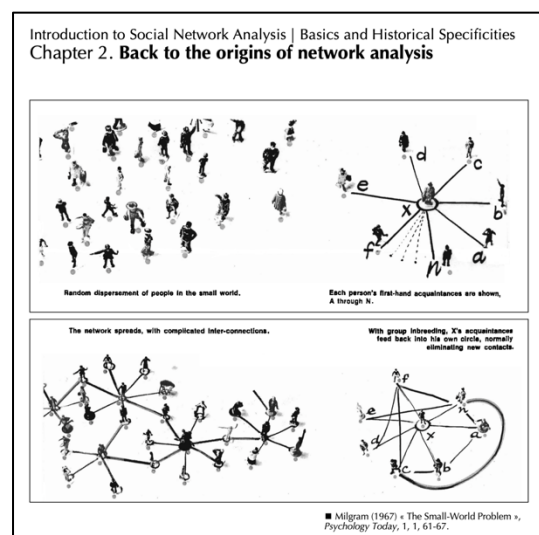 Introduction to Social Network Analysis | Basics and Historical Specificities
Chapter 2. Back to the origins of network analysis
d
c
e
X
b
f
a
n
Random dispersement of people in the small world.
Each person's first-hand acquaintances are shown,
A through N.
The network spreads, with complicated inter-connections.
With group inbreeding, X's acquaintances
feed back into his own circle, normally
eliminating new contacts.
f
e
n
a
x
d
c
b
■ Milgram (1967) « The Small-World Problem »,
Psychology Today, 1, 1, 61-67.